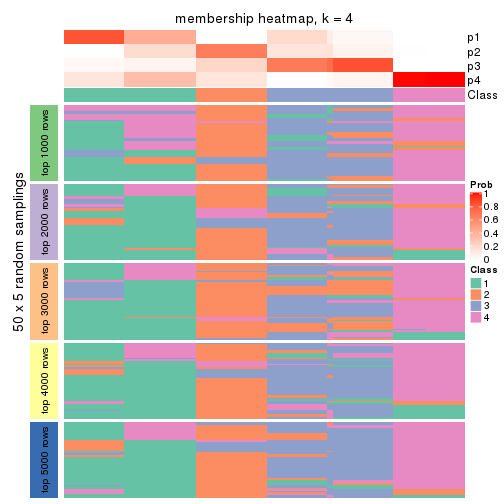 membership heatmap, k = 4
p1
p2
p3
p4
Class
50 x 5 random samplings
top 1000 rows
top 2000 rows
top 3000 rows
top 4000 rows
top 5000 rows
Prob
1
0.8
0.6
0.4
0.2
0
Class
1
2
3
4